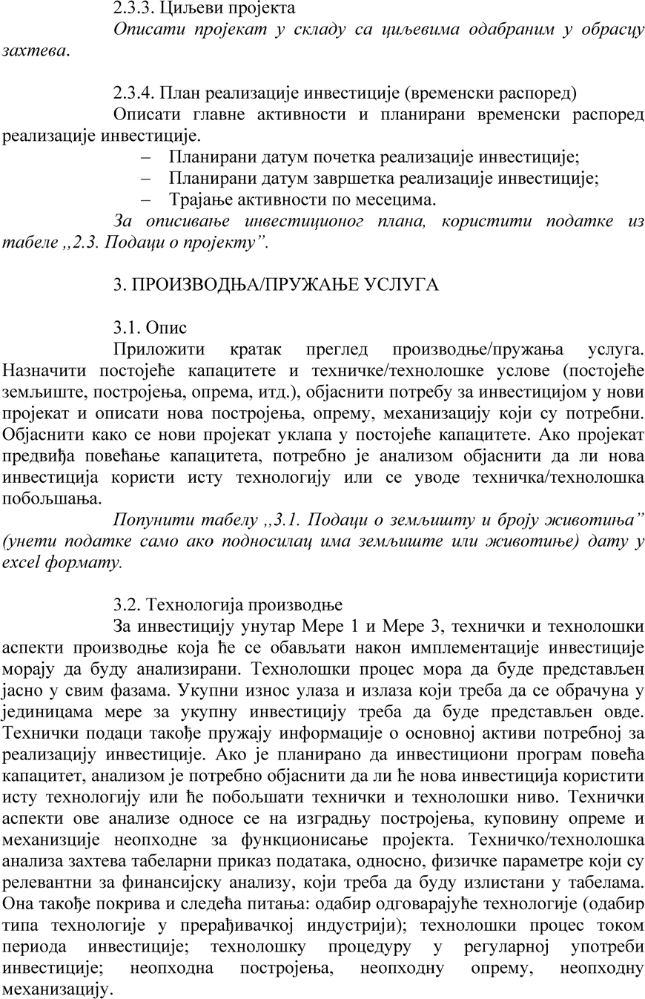 2.3.3. Циљеви пројекта
Описати пројекат у складу са циљевима одабраним у обрасцу
захтева.
2.3.4. План реализације инвестиције (временски распоред)
Описати главне активности и планирани временски распоред
реализације инвестиције.
– Планирани датум почетка реализације инвестиције;
– Планирани датум завршетка реализације инвестиције;
– Трајање активности по месецима.
За описивање инвестиционог плана, користити податке из
табеле ,,2.3. Подаци о пројекту”.
3. ПРОИЗВОДЊА/ПРУЖАЊЕ УСЛУГА
3.1. Опис
Приложити кратак преглед производње/пружања услуга.
Назначити постојеће капацитете и техничке/технолошке услове (постојеће
земљиште, постројења, опрема, итд.), објаснити потребу за инвестицијом у нови
пројекат и описати нова постројења, опрему, механизацију који су потребни.
Објаснити како се нови пројекат уклапа у постојеће капацитете. Ако пројекат
предвиђа повећање капацитета, потребно је анализом објаснити да ли нова
инвестиција користи исту технологију или се уводе техничка/технолошка
побољшања.
Попунити табелу ,,3.1. Подаци о земљишту и броју животиња”
(унети податке само ако подносилац има земљиште или животиње) дату у
excel формату.
3.2. Технологија производње
За инвестицију унутар Мере 1 и Мере 3, технички и технолошки
аспекти производње која ће се обављати након имплементације инвестиције
морају да буду анализирани. Технолошки процес мора да буде представљен
јасно у свим фазама. Укупни износ улаза и излаза који треба да се обрачуна у
јединицама мере за укупну инвестицију треба да буде представљен овде.
Технички подаци такође пружају информације о основној активи потребној за
реализацију инвестиције. Ако је планирано да инвестициони програм повећа
капацитет, анализом је потребно објаснити да ли ће нова инвестиција користити
исту технологију или ће побољшати технички и технолошки ниво. Технички
аспекти ове анализе односе се на изградњу постројења, куповину опреме и
механизције неопходне за функционисање пројекта. Техничко/технолошка
анализа захтева табеларни приказ података, односно, физичке параметре који су
релевантни за финансијску анализу, који треба да буду излистани у табелама.
Она такође покрива и следећа питања: одабир одговарајуће технологије (одабир
типа технологије у прерађивачкој индустрији); технолошки процес током
периода инвестиције; технолошку процедуру у регуларној употреби
инвестиције; неопходна постројења, неопходну опрему, неопходну
механизацију.